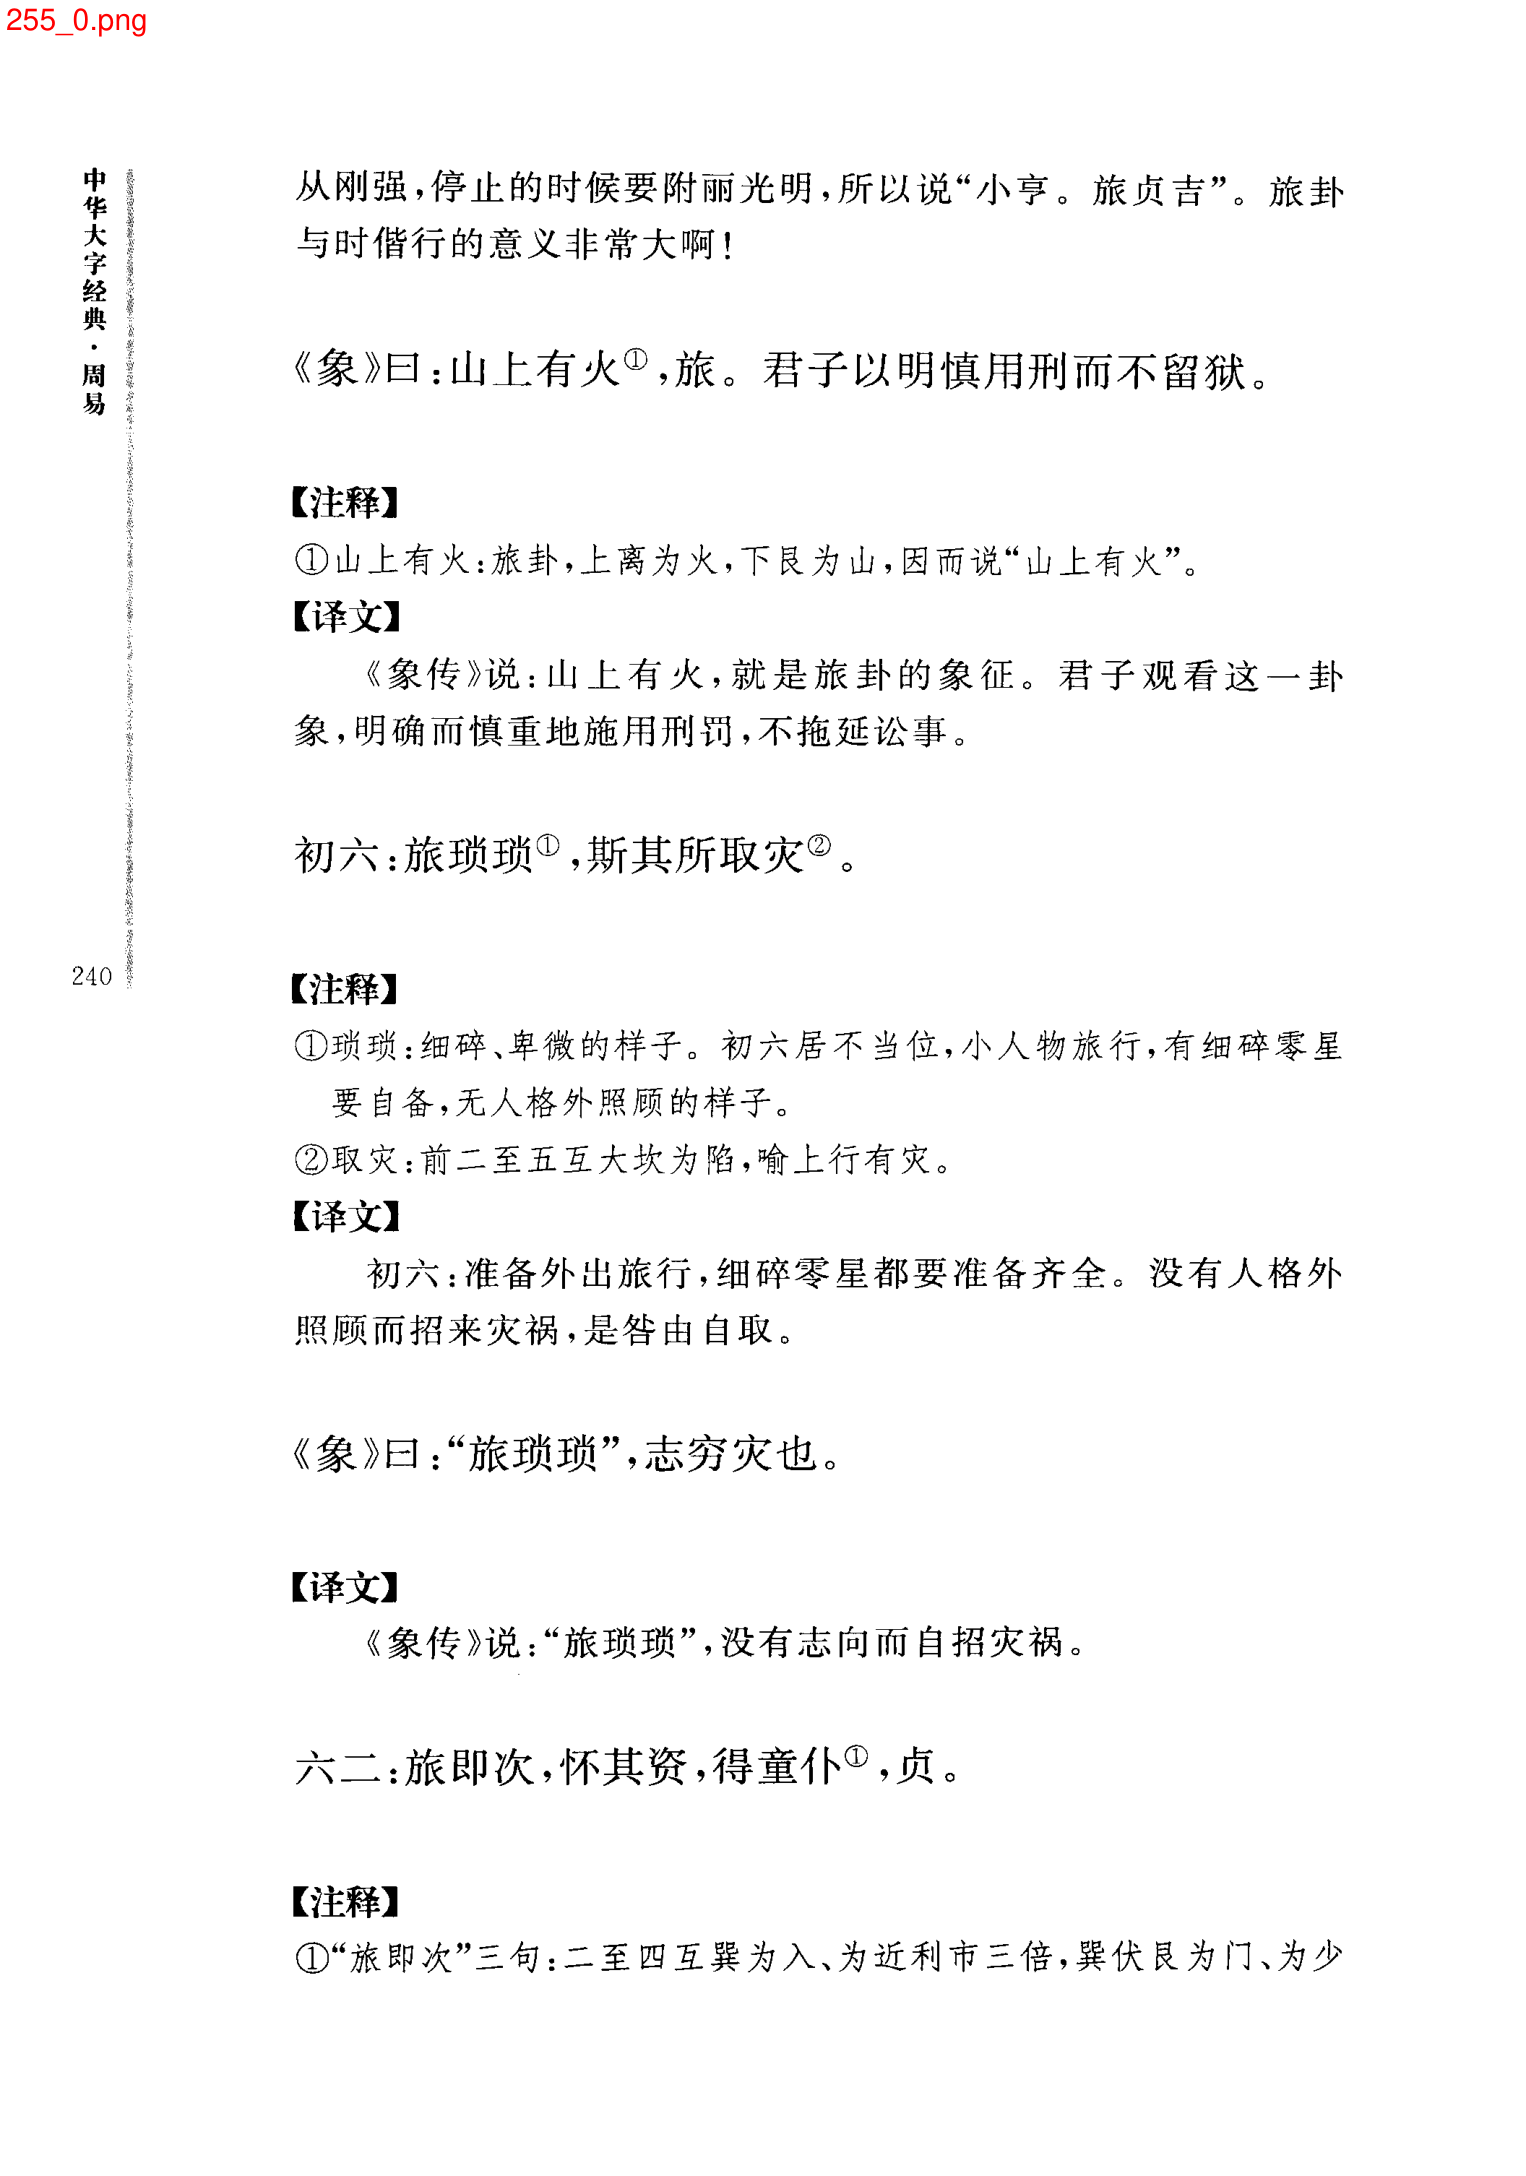 255_0.png
中华大字经典·周易
240
从刚强,停止的时候要附丽光明,所以说“小亨。旅贞吉”。旅卦
与时偕行的意义非常大啊!
《象》曰:山上有火①,旅。君子以明慎用刑而不留狱。
【注释】
①山上有火:旅卦,上离为火,下艮为山,因而说“山上有火”。
【译文】
《象传》说:山上有火,就是旅卦的象征。君子观看这一卦
象,明确而慎重地施用刑罚,不拖延讼事。
初六:旅琐琐①,斯其所取灾②。
【注释】
①琐琐:细碎、卑微的样子。初六居不当位,小人物旅行,有细碎零星
要自备,无人格外照顾的样子。
②取灾:前二至五互大坎为陷,喻上行有灾。
【译文】
初六:准备外出旅行,细碎零星都要准备齐全。没有人格外
照顾而招来灾祸,是咎由自取。
《象》曰:“旅琐琐”,志穷灾也。
【译文】
《象传》说:“旅琐琐”,没有志向而自招灾祸。
六二:旅即次,怀其资,得童仆①,贞。
【注释】
①“旅即次”三句:二至四互巽为入、为近利市三倍,巽伏艮为门、为少